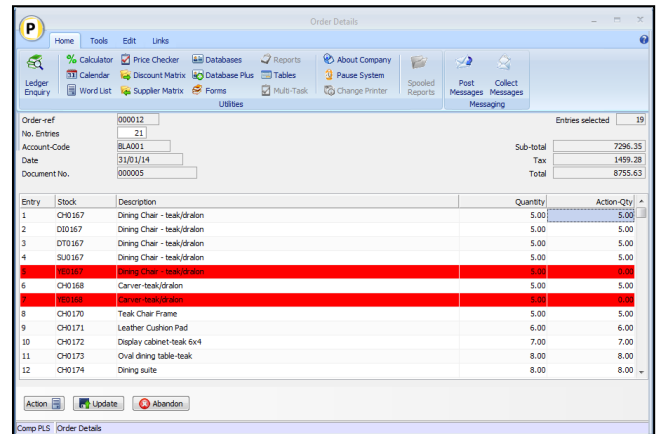 Order Details
P
Home Tools Edit Links
Ledger Enquiry
% Calculator Price Checker Databases Reports About Company
31 Calendar Discount Matrix Database Plus Tables Pause System
Word List Supplier Matrix Forms Multi-Task Change Printer
Spooled Reports
Post Messages
Collect Messages
Utilities Messaging
Order-ref 000012 Entries selected 19
No. Entries 21
Account-Code BLA001 Sub-total 7296.35
Date 31/01/14 Tax 1459.28
Document No. 000005 Total 8755.63
Entry Stock Description Quantity Action-Qty
1 CH0167 Dining Chair - teak/dralon 5.00 5.00
2 DI0167 Dining Chair - teak/dralon 5.00 5.00
3 DT0167 Dining Chair - teak/dralon 5.00 5.00
4 SU0167 Dining Chair - teak/dralon 5.00 5.00
5 YE0167 Dining Chair - teak/dralon 5.00 0.00
6 CH0168 Carver-teak/dralon 5.00 5.00
7 YE0168 Carver-teak/dralon 5.00 0.00
8 CH0170 Teak Chair Frame 5.00 5.00
9 CH0171 Leather Cushion Pad 6.00 6.00
10 CH0172 Display cabinet-teak 6x4 7.00 7.00
11 CH0173 Oval dining table-teak 8.00 8.00
12 CH0174 Dining suite 8.00 8.00
Action Update Abandon
Comp PLS Order Details